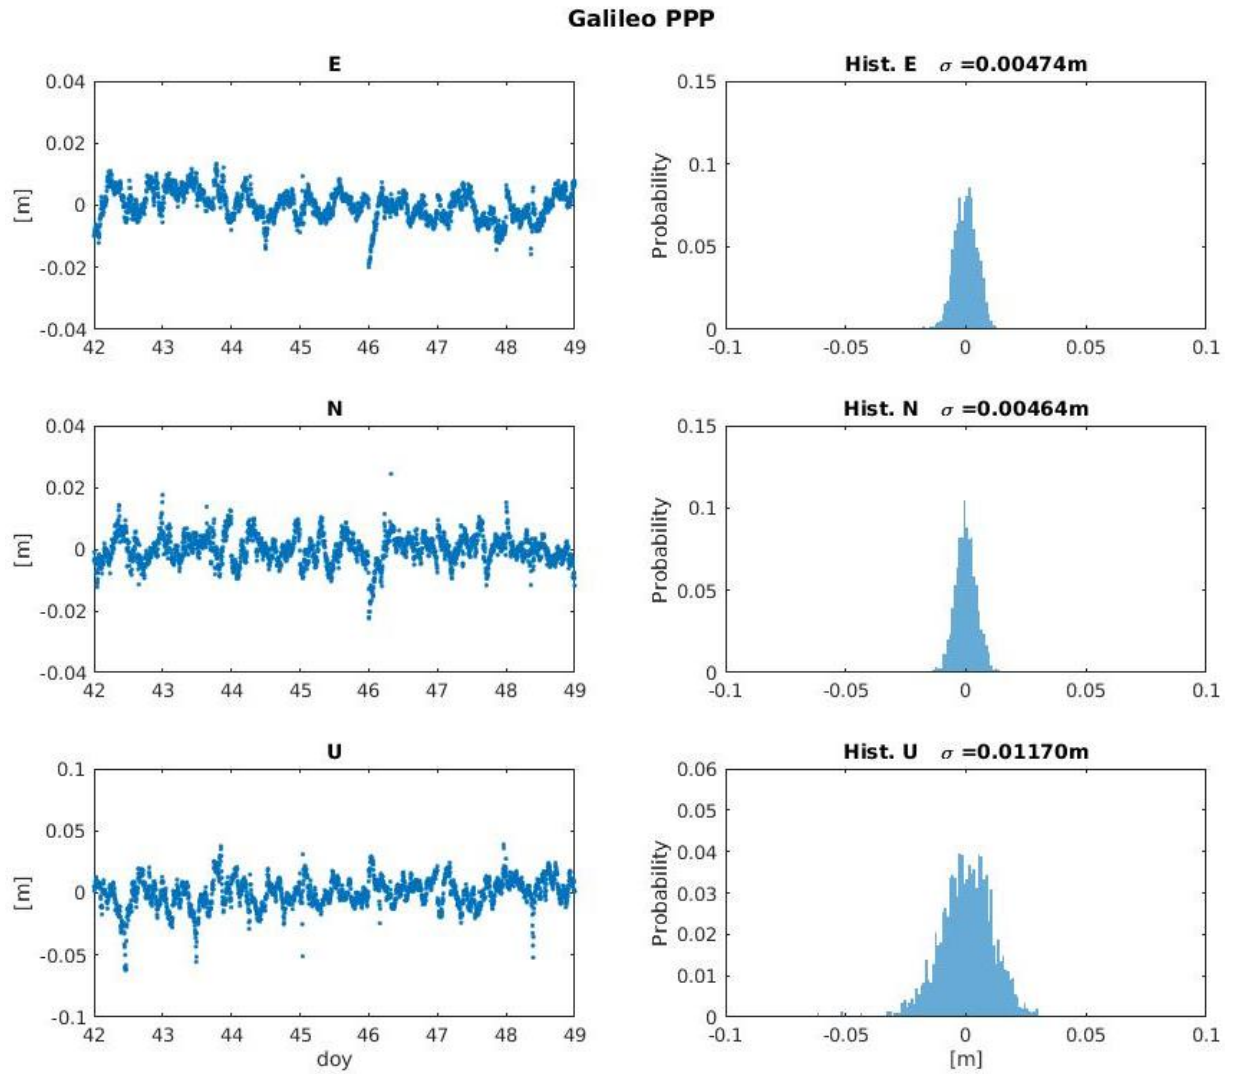 Galileo PPP
E
0.04
0.02
0
-0.02
-0.04
[m]
42 43 44 45 46 47 48 49
Hist. E σ =0.00474m
0.15
0.1
0.05
0
Probability
-0.1 -0.05 0 0.05 0.1
N
0.04
0.02
0
-0.02
-0.04
[m]
42 43 44 45 46 47 48 49
Hist. N σ =0.00464m
0.15
0.1
0.05
0
Probability
-0.1 -0.05 0 0.05 0.1
U
0.1
0.05
0
-0.05
-0.1
[m]
42 43 44 45 46 47 48 49
doy
Hist. U σ =0.01170m
0.06
0.05
0.04
0.03
0.02
0.01
0
Probability
-0.1 -0.05 0 0.05 0.1
[m]